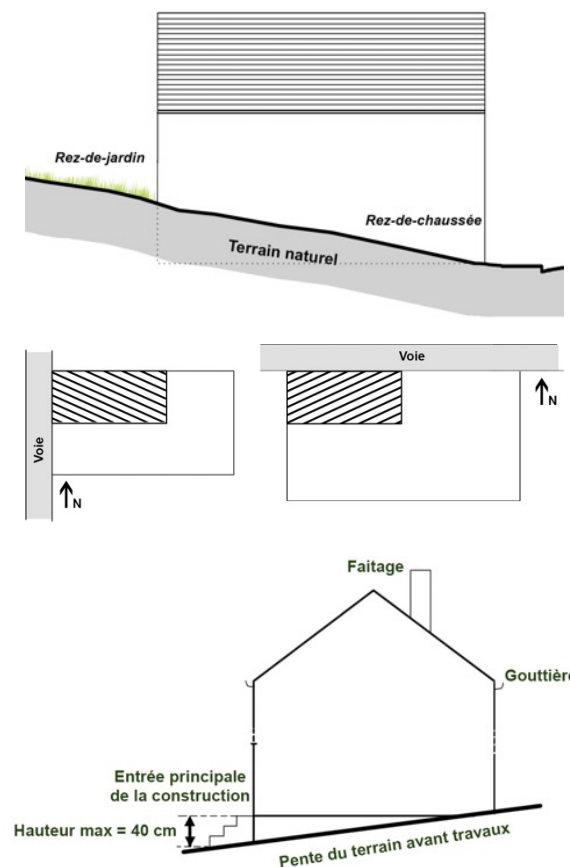 Rez-de-jardin
Rez-de-chaussée
Terrain naturel
Voie
N
Voie
N
Faitage
Gouttière
Entrée principale
de la construction
Hauteur max = 40 cm
Pente du terrain avant travaux